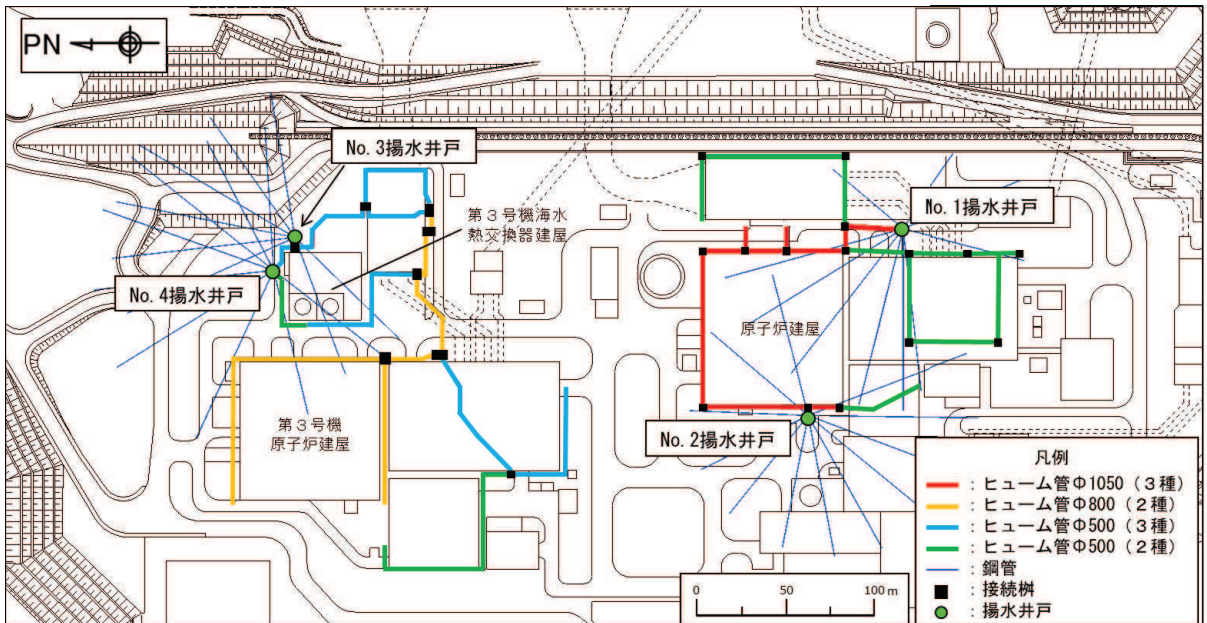 PN
No.3揚水井戸
No.1揚水井戸
第3号機海水
熱交換器建屋
No.4揚水井戸
原子炉建屋
第3号機
原子炉建屋
No.2揚水井戸
凡例
：ヒューム管Φ1050（3種）
：ヒューム管Φ800（2種）
：ヒューム管Φ500（3種）
：ヒューム管Φ500（2種）
：鋼管
：接続桝
：揚水井戸
0 50 100m